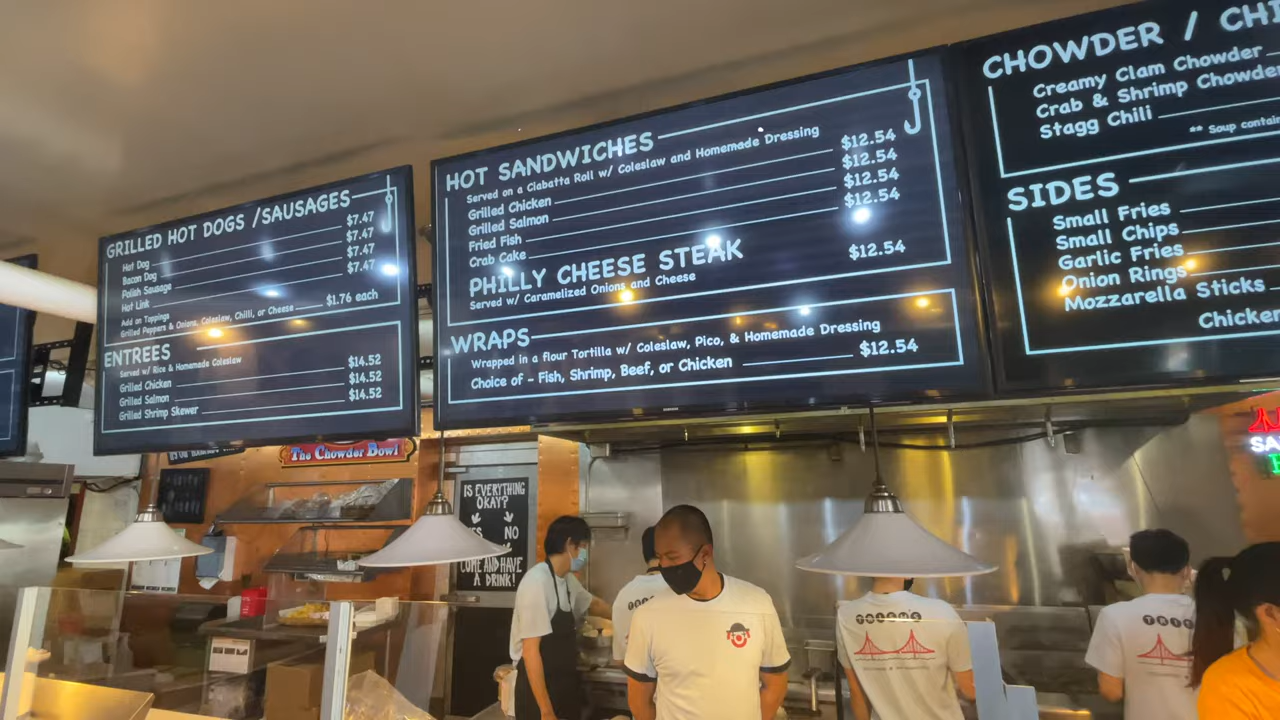 GRILLED HOT DOGS /SAUSAGES
Hot Dog $7.47
Bacon Dog $7.47
Polish Sausage $7.47
Hot Link $7.47
Add on Toppings
Grilled Peppers & Onions, Coleslaw, Chilli, or Cheese $1.76 each
ENTREES
Served w/ Rice & Homemade Coleslaw
Grilled Chicken $14.52
Grilled Salmon $14.52
Grilled Shrimp Skewer $14.52
HOT SANDWICHES
Served on a Ciabatta Roll w/ Coleslaw and Homemade Dressing
Grilled Chicken $12.54
Grilled Salmon $12.54
Fried Fish $12.54
Crab Cake $12.54
PHILLY CHEESE STEAK $12.54
Served w/ Caramelized Onions and Cheese
WRAPS
Wrapped in a flour Tortilla w/ Coleslaw, Pico, & Homemade Dressing
Choice of - Fish, Shrimp, Beef, or Chicken $12.54
SAMSUNG
CHOWDER / CHI
Creamy Clam Chowder
Crab & Shrimp Chowder
Stagg Chili
** Soup contain
SIDES
Small Fries
Small Chips
Garlic Fries
Onion Rings
Mozzarella Sticks
Chicken
The Chowder Bowl
IS EVERYTHING
OKAY?
YES NO
COME AND HAVE
A DRINK!